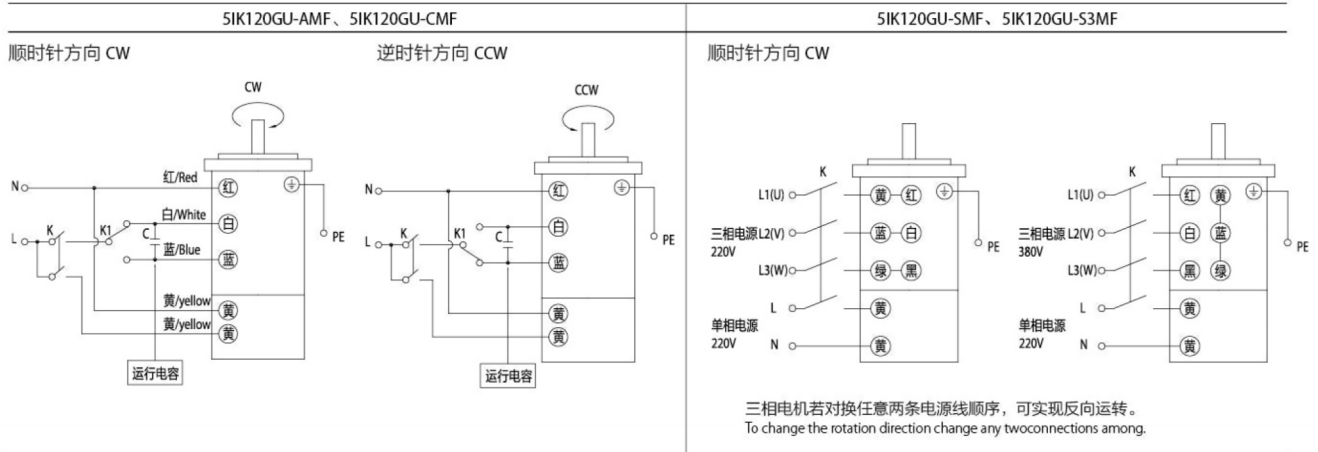 5IK120GU-AMF、5IK120GU-CMF
5IK120GU-SMF、5IK120GU-S3MF
顺时针方向 CW
逆时针方向 CCW
顺时针方向 CW
CW
N
红/Red
红
L
K
K1
白/White
白
C
蓝/Blue
蓝
PE
黄/yellow
黄
黄/yellow
黄
运行电容
CCW
N
红
L
K
K1
白
C
蓝
PE
黄
黄
运行电容
K
L1(U)
黄
红
三相电源 L2(V)
220V
蓝
白
PE
L3(W)
绿
黑
L
黄
单相电源
220V
N
黄
K
L1(U)
红
黄
三相电源 L2(V)
380V
白
蓝
PE
L3(W)
黑
绿
L
黄
单相电源
220V
N
黄
三相电机若对换任意两条电源线顺序，可实现反向运转。
To change the rotation direction change any twoconnections among.